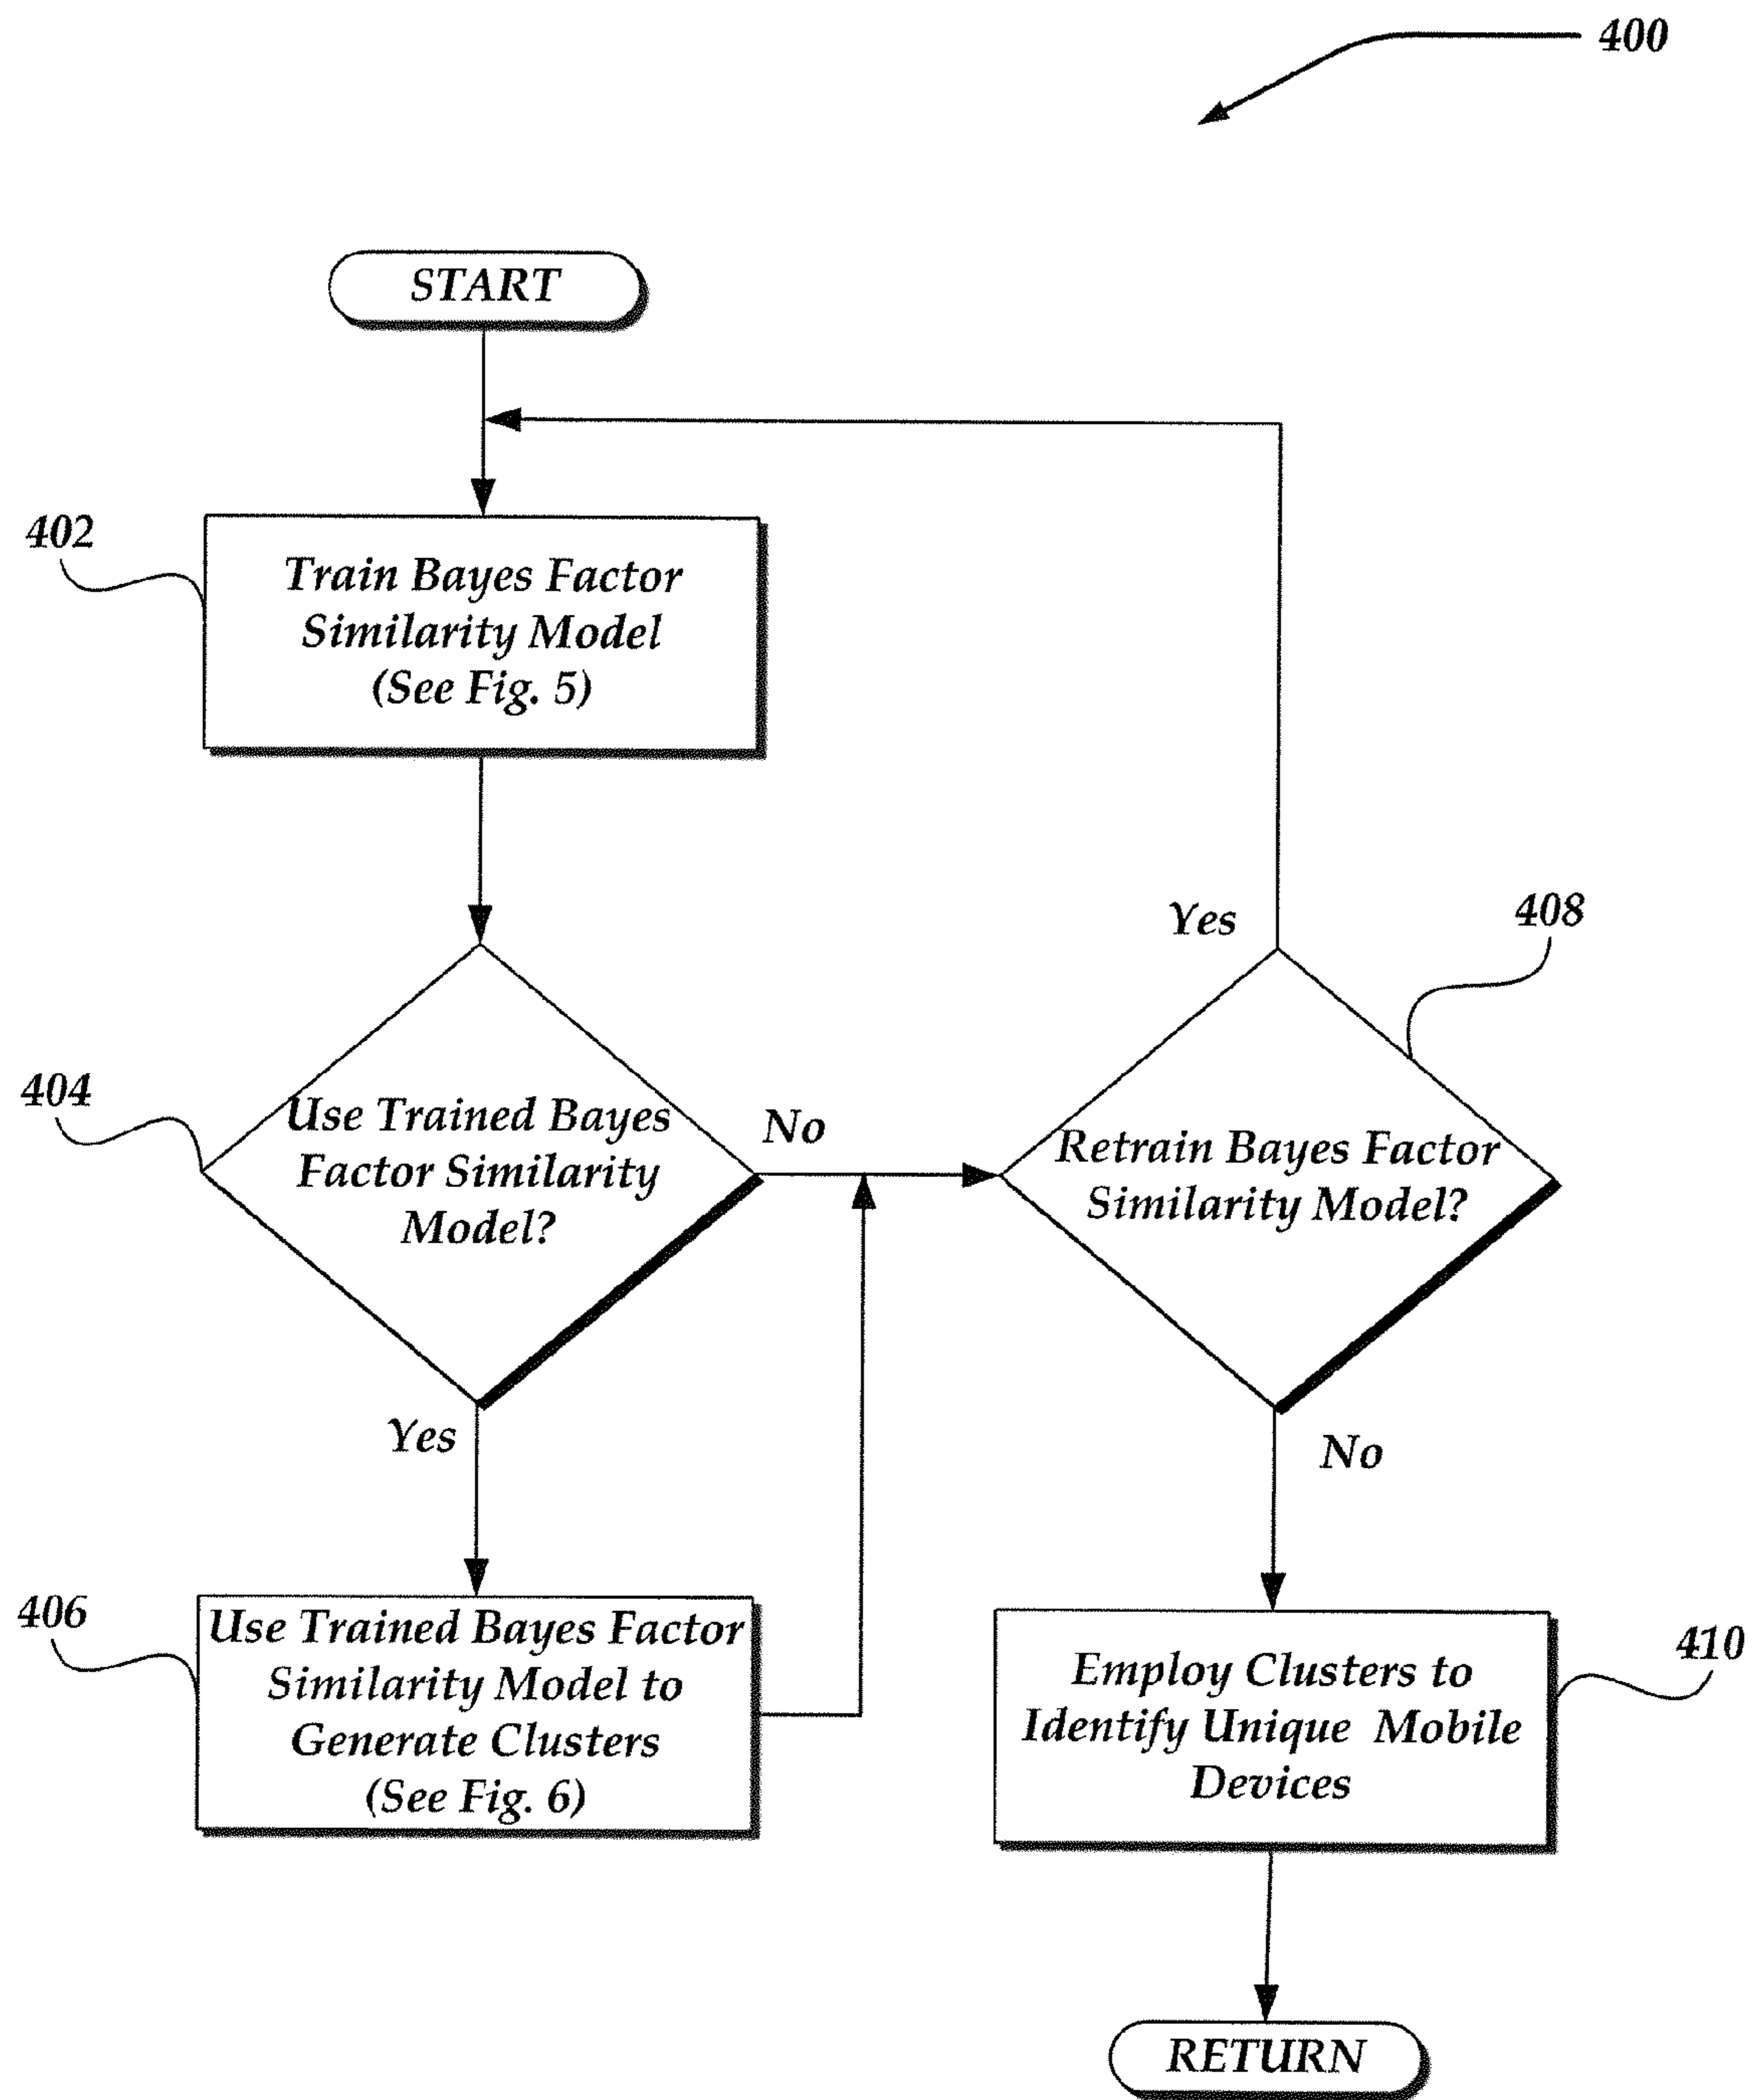 400
START
402
Train Bayes Factor
Similarity Model
(See Fig. 5)
404
Use Trained Bayes
Factor Similarity
Model?
No
Yes
408
Retrain Bayes Factor
Similarity Model?
Yes
No
406
Use Trained Bayes Factor
Similarity Model to
Generate Clusters
(See Fig. 6)
410
Employ Clusters to
Identify Unique Mobile
Devices
RETURN